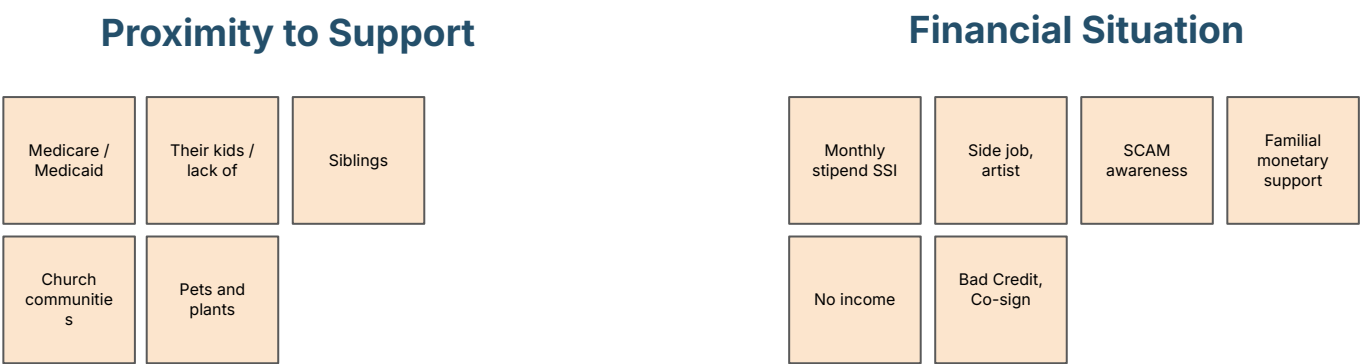 Proximity to Support
Medicare /
Medicaid
Their kids /
lack of
Siblings
Church
communitie
s
Pets and
plants
Financial Situation
Monthly
stipend SSI
Side job,
artist
SCAM
awareness
Familial
monetary
support
No income
Bad Credit,
Co-sign